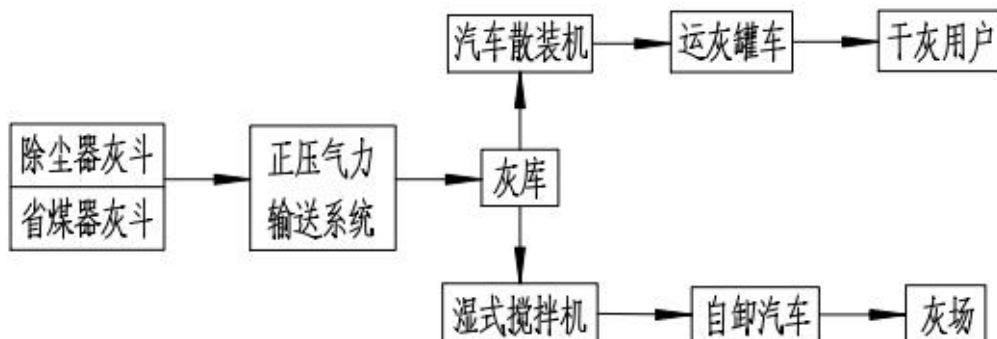 汽车散装机
运灰罐车
干灰用户
除尘器灰斗
省煤器灰斗
正压气力
输送系统
灰库
湿式搅拌机
自卸汽车
灰场